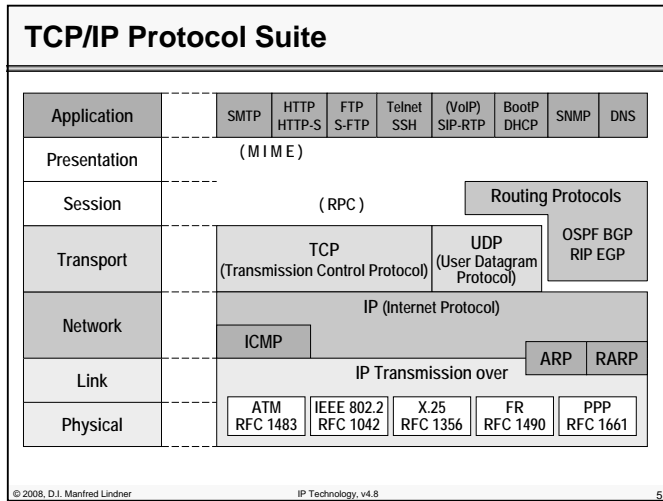 TCP/IP Protocol Suite
Application
SMTP
HTTP
HTTP-S
FTP
S-FTP
Telnet
SSH
(VoIP)
SIP-RTP
BootP
DHCP
SNMP
DNS
Presentation
( M I M E )
Session
( RPC )
Routing Protocols
OSPF BGP
RIP EGP
Transport
TCP
(Transmission Control Protocol)
UDP
(User Datagram
Protocol)
Network
IP (Internet Protocol)
ICMP
ARP
RARP
Link
IP Transmission over
Physical
ATM
RFC 1483
IEEE 802.2
RFC 1042
X.25
RFC 1356
FR
RFC 1490
PPP
RFC 1661
© 2008, D.I. Manfred Lindner
IP Technology, v4.8
5